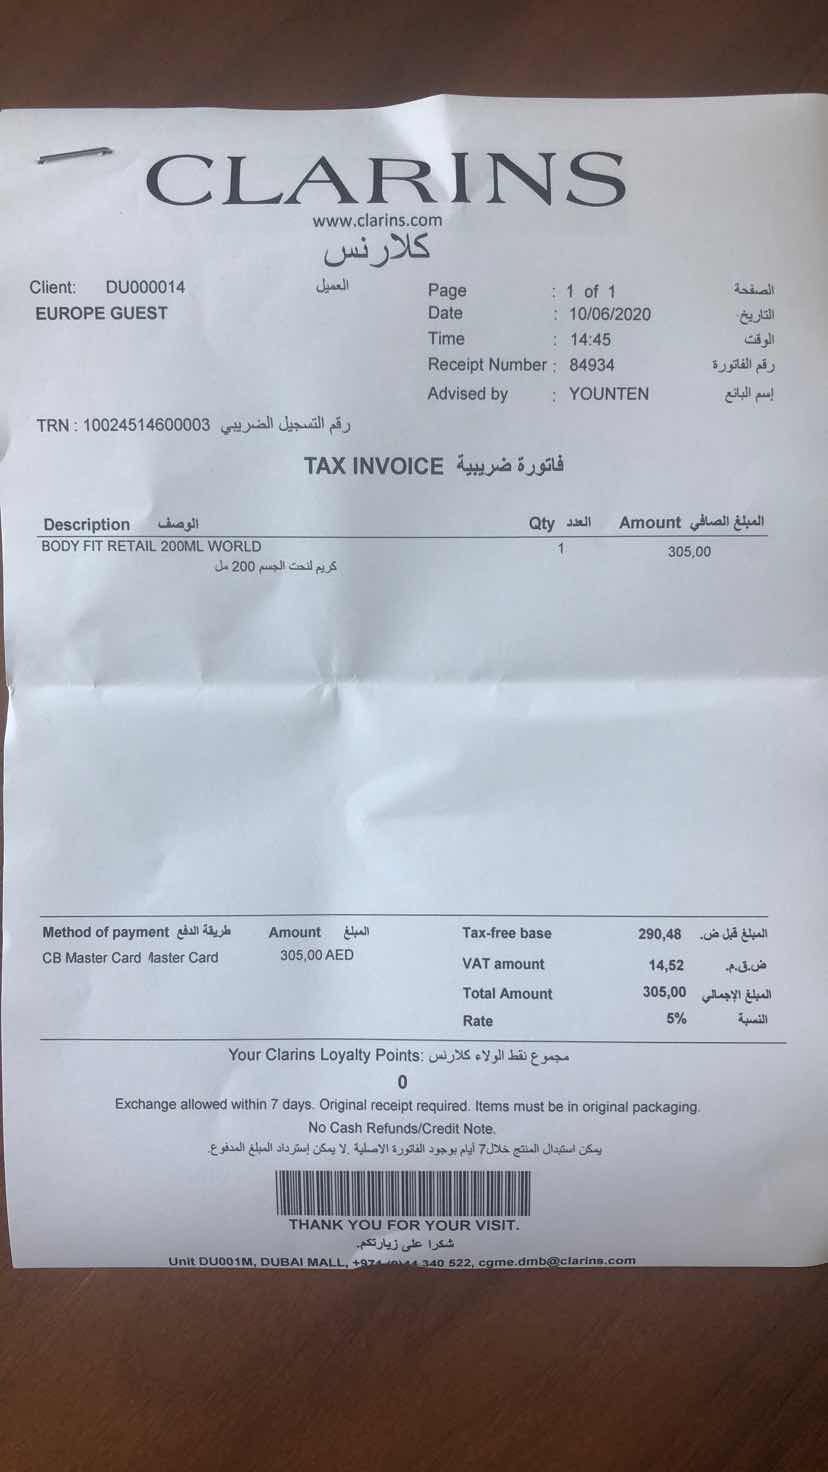 CLARINS
www.clarins.com
كلارنس
Client: DU000014 العميل
EUROPE GUEST
Page : 1 of 1 الصفحة
Date : 10/06/2020 التاريخ
Time : 14:45 الوقت
Receipt Number : 84934 رقم الفاتورة
Advised by : YOUNTEN إسم البائع
TRN : 10024514600003 رقم التسجيل الضريبي
TAX INVOICE فاتورة ضريبية
Description الوصف Qty العدد Amount المبلغ الصافي
BODY FIT RETAIL 200ML WORLD 1 305,00
كريم لنحت الجسم 200 مل
Method of payment طريقة الدفع Amount المبلغ
CB Master Card Master Card 305,00 AED
Tax-free base 290,48 المبلغ قبل ض.
VAT amount 14,52 ض.ق.م.
Total Amount 305,00 المبلغ الإجمالي
Rate 5% النسبة
Your Clarins Loyalty Points: مجموع نقط الولاء كلارنس
0
Exchange allowed within 7 days. Original receipt required. Items must be in original packaging.
No Cash Refunds/Credit Note.
يمكن استبدال المنتج خلال 7 أيام بوجود الفاتورة الاصلية .لا يمكن إسترداد المبلغ المدفوع.
THANK YOU FOR YOUR VISIT.
شكرا على زيارتكم.
Unit DU001M, DUBAI MALL, 340 522, cgme.dmb@clarins.com